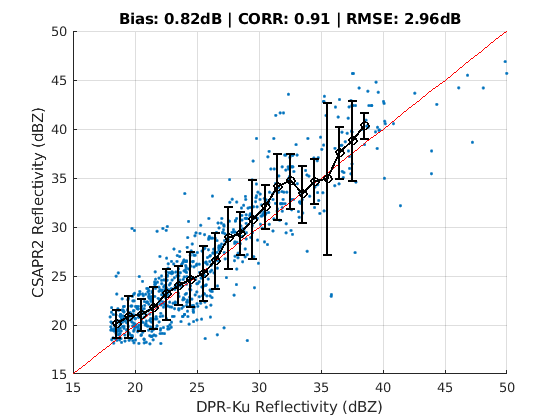 Bias: 0.82dB | CORR: 0.91 | RMSE: 2.96dB
50
45
40
35
30
25
20
15
CSAPR2 Reflectivity (dBZ)
15 20 25 30 35 40 45 50
DPR-Ku Reflectivity (dBZ)